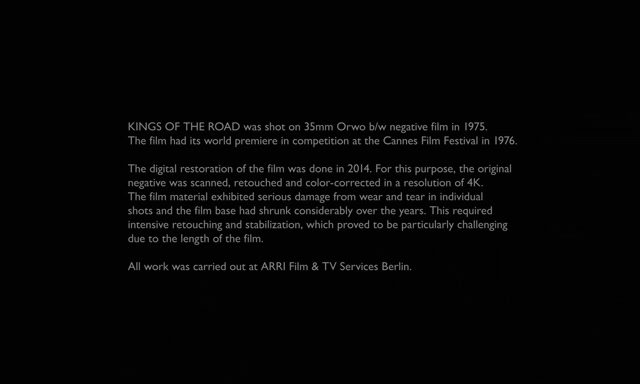 KINGS OF THE ROAD was shot on 35mm Orwo b/w negative film in 1975.
The film had its world premiere in competition at the Cannes Film Festival in 1976.
The digital restoration of the film was done in 2014. For this purpose, the original
negative was scanned, retouched and color-corrected in a resolution of 4K.
The film material exhibited serious damage from wear and tear in individual
shots and the film base had shrunk considerably over the years. This required
intensive retouching and stabilization, which proved to be particularly challenging
due to the length of the film.
All work was carried out at ARRI Film & TV Services Berlin.